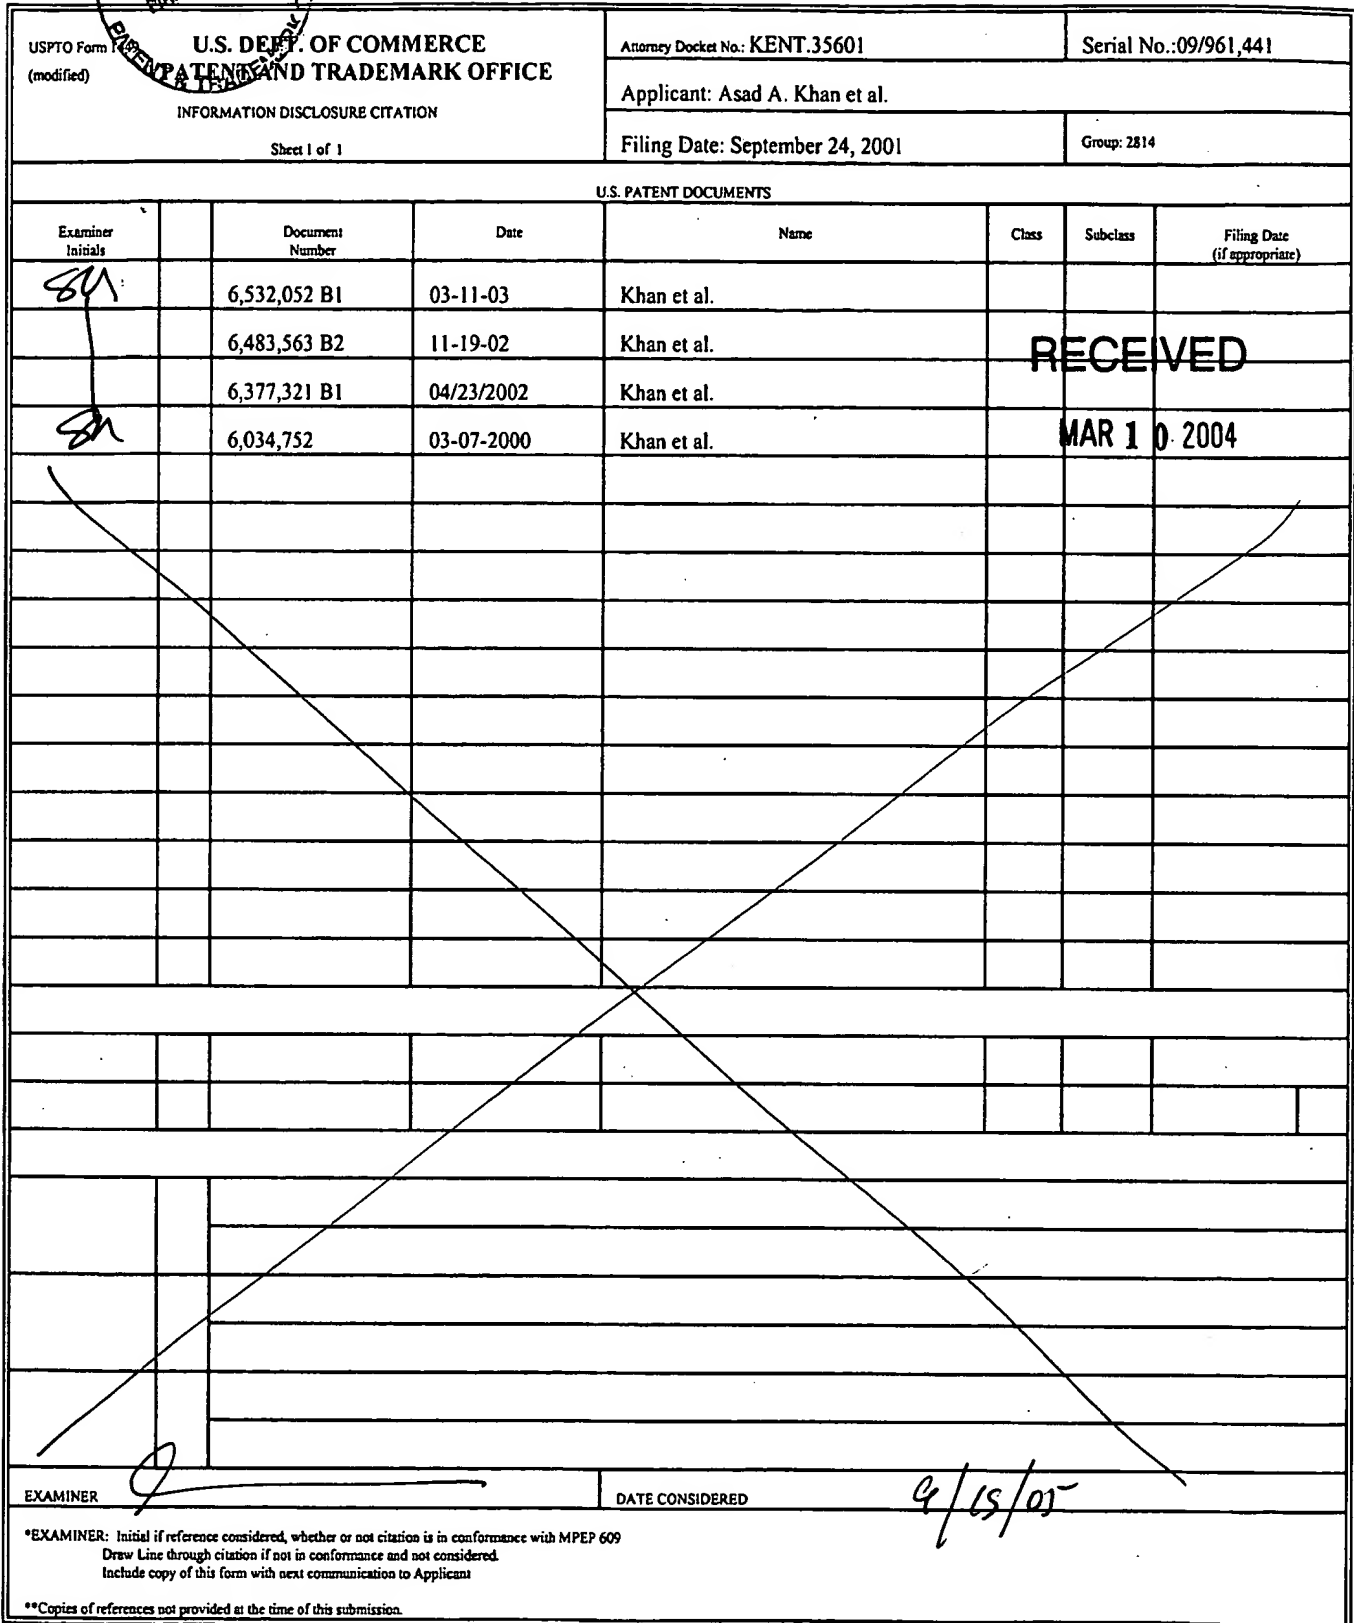 PATENT & TRADEMARK
USPTO Form
(modified)
U.S. DEPT. OF COMMERCE
PATENT AND TRADEMARK OFFICE
INFORMATION DISCLOSURE CITATION
Sheet 1 of 1
Attorney Docket No.: KENT.35601
Serial No.:09/961,441
Applicant: Asad A. Khan et al.
Filing Date: September 24, 2001
Group: 2814
U.S. PATENT DOCUMENTS
Examiner Initials Document Number Date Name Class Subclass Filing Date (if appropriate)
6,532,052 B1 03-11-03 Khan et al.
6,483,563 B2 11-19-02 Khan et al.
RECEIVED
6,377,321 B1 04/23/2002 Khan et al.
6,034,752 03-07-2000 Khan et al.
MAR 10 2004
EXAMINER
DATE CONSIDERED 9/15/05
*EXAMINER: Initial if reference considered, whether or not citation is in conformance with MPEP 609
Draw Line through citation if not in conformance and not considered.
Include copy of this form with next communication to Applicant
**Copies of references not provided at the time of this submission.